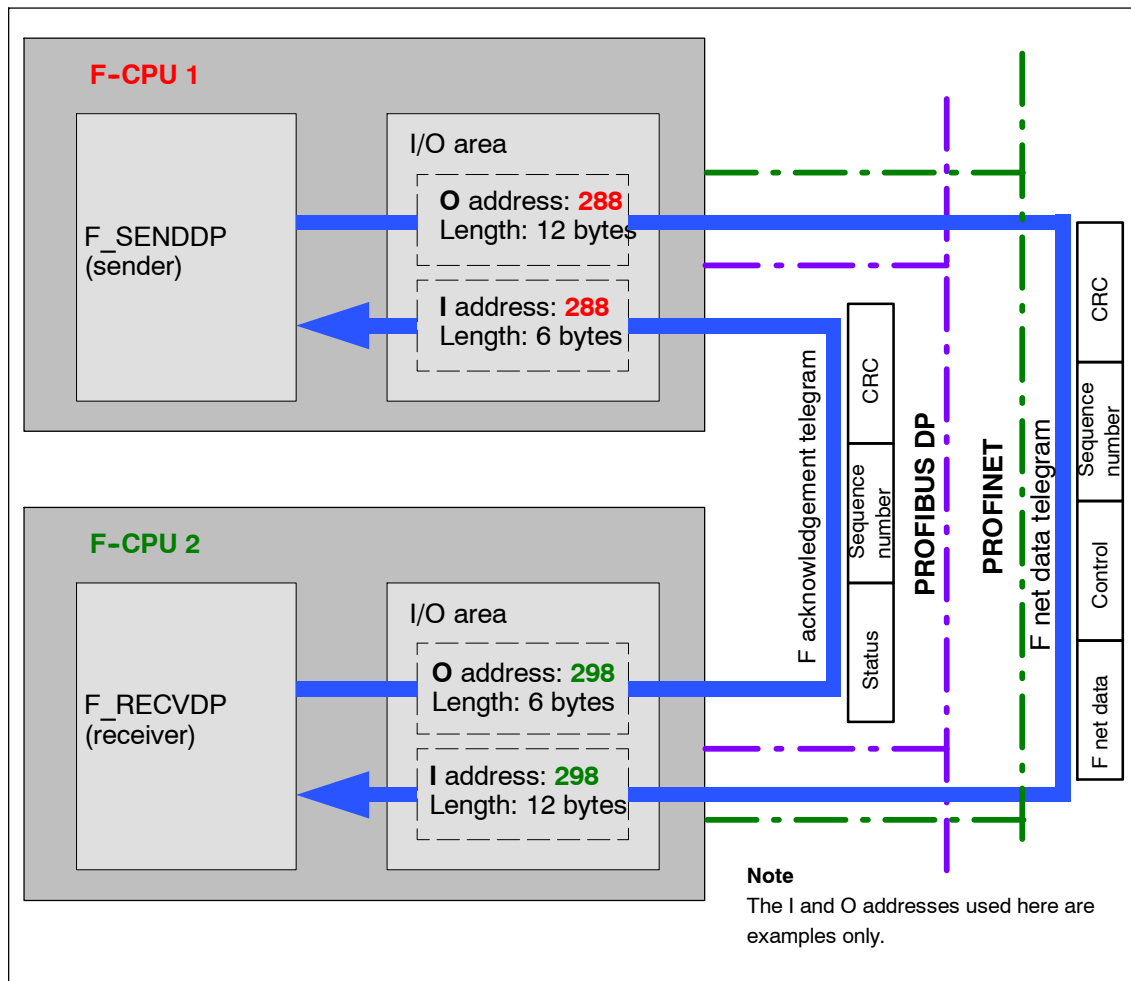 F-CPU 1
F_SENDDP
(sender)
I/O area
O address: 288
Length: 12 bytes
I address: 288
Length: 6 bytes
F-CPU 2
F_RECVDP
(receiver)
I/O area
O address: 298
Length: 6 bytes
I address: 298
Length: 12 bytes
F acknowledgement telegram
CRC
Sequence
number
Status
PROFIBUS DP
PROFINET
F net data telegram
CRC
Sequence
number
Control
F net data
Note
The I and O addresses used here are
examples only.